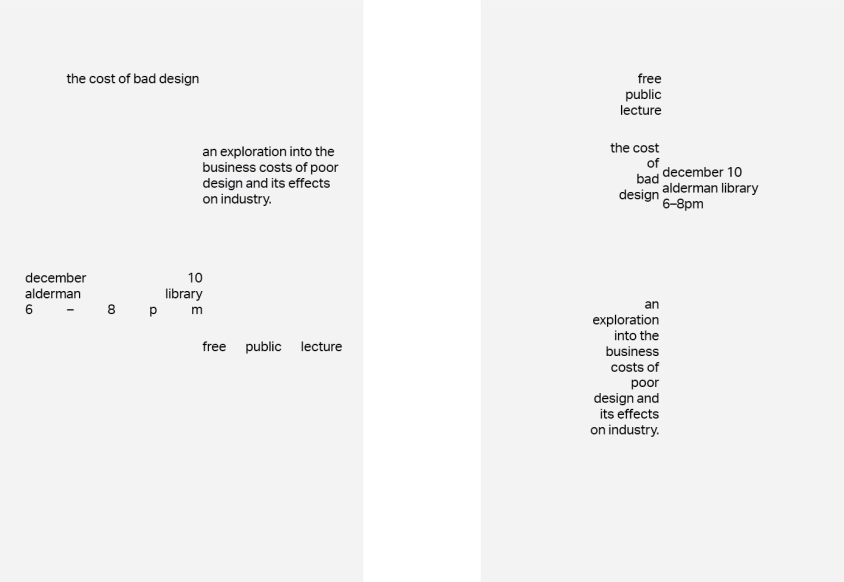 the cost of bad design
an exploration into the
business costs of poor
design and its effects
on industry.
december 10
alderman library
6 – 8 p m
free public lecture
free
public
lecture
the cost
of
bad
design
december 10
alderman library
6–8pm
an
exploration
into the
business
costs of
poor
design and
its effects
on industry.